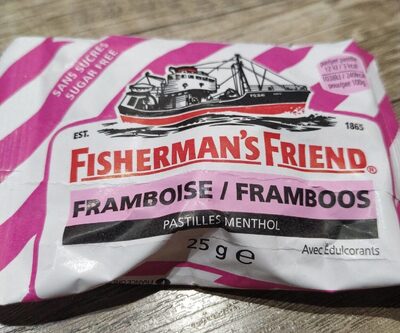 SANS SUCRES
SUGAR FREE
EST.
1865
FISHERMAN'S FRIEND®
FRAMBOISE / FRAMBOOS
PASTILLES MENTHOL
25 g e
Avec Édulcorants